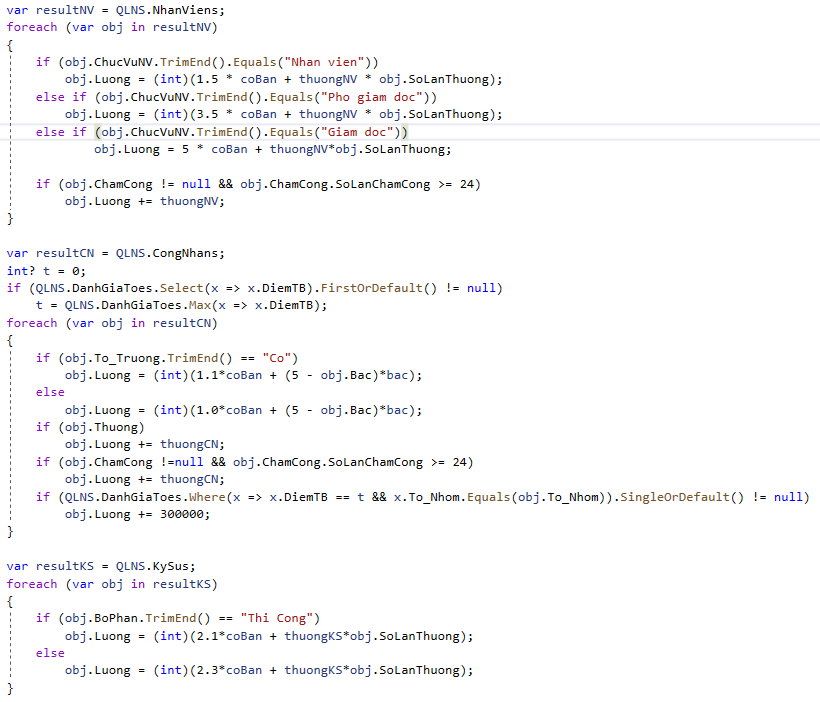 var resultNV = QLNS.NhanViens;
foreach (var obj in resultNV)
{
    if (obj.ChucVuNV.TrimEnd().Equals("Nhan vien"))
        obj.Luong = (int)(1.5 * coBan + thuongNV * obj.SoLanThuong);
    else if (obj.ChucVuNV.TrimEnd().Equals("Pho giam doc"))
        obj.Luong = (int)(3.5 * coBan + thuongNV * obj.SoLanThuong);
    else if (obj.ChucVuNV.TrimEnd().Equals("Giam doc"))
            obj.Luong = 5 * coBan + thuongNV*obj.SoLanThuong;

    if (obj.ChamCong != null && obj.ChamCong.SoLanChamCong >= 24)
        obj.Luong += thuongNV;
}

var resultCN = QLNS.CongNhans;
int? t = 0;
if (QLNS.DanhGiaToes.Select(x => x.DiemTB).FirstOrDefault() != null)
    t = QLNS.DanhGiaToes.Max(x => x.DiemTB);
foreach (var obj in resultCN)
{
    if (obj.To_Truong.TrimEnd() == "Co")
        obj.Luong = (int)(1.1*coBan + (5 - obj.Bac)*bac);
    else
        obj.Luong = (int)(1.0*coBan + (5 - obj.Bac)*bac);
    if (obj.Thuong)
        obj.Luong += thuongCN;
    if (obj.ChamCong !=null && obj.ChamCong.SoLanChamCong >= 24)
        obj.Luong += thuongCN;
    if (QLNS.DanhGiaToes.Where(x => x.DiemTB == t && x.To_Nhom.Equals(obj.To_Nhom)).SingleOrDefault() != null)
        obj.Luong += 300000;
}

var resultKS = QLNS.KySus;
foreach (var obj in resultKS)
{
    if (obj.BoPhan.TrimEnd() == "Thi Cong")
        obj.Luong = (int)(2.1*coBan + thuongKS*obj.SoLanThuong);
    else
        obj.Luong = (int)(2.3*coBan + thuongKS*obj.SoLanThuong);
}